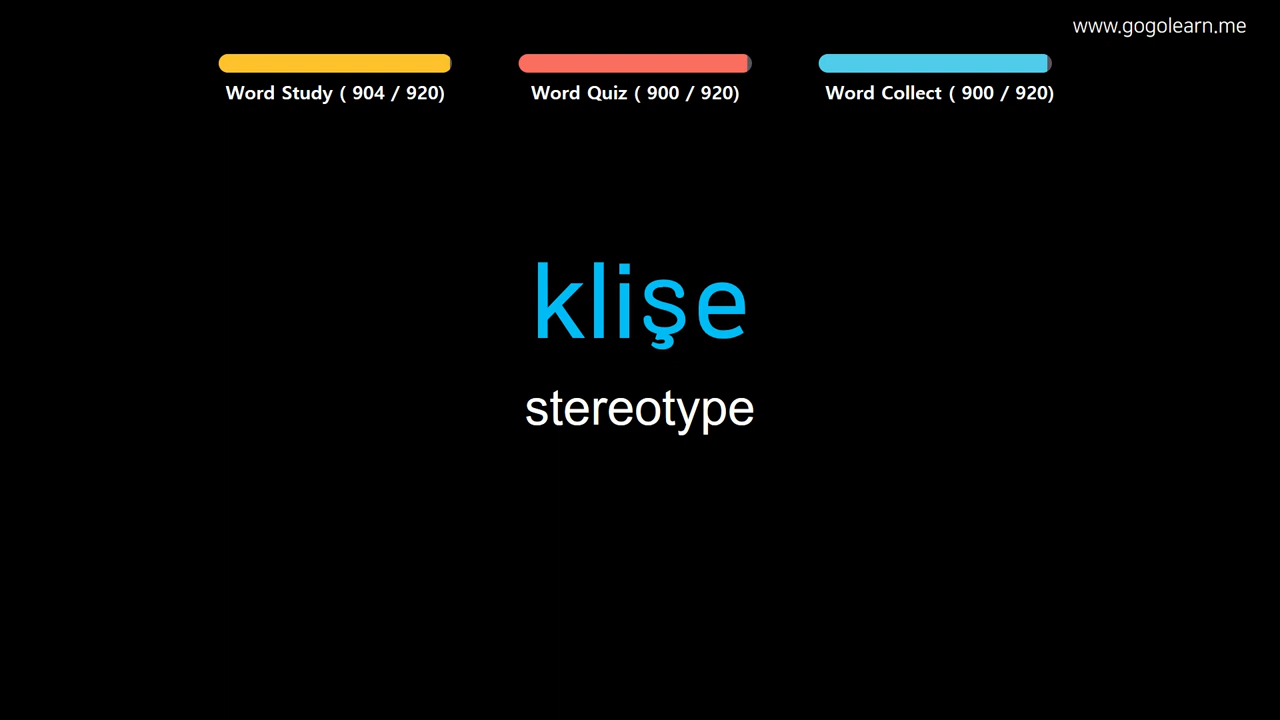 www.gogolearn.me
Word Study ( 904 / 920)
Word Quiz ( 900 / 920)
Word Collect ( 900 / 920)
klişe
stereotype